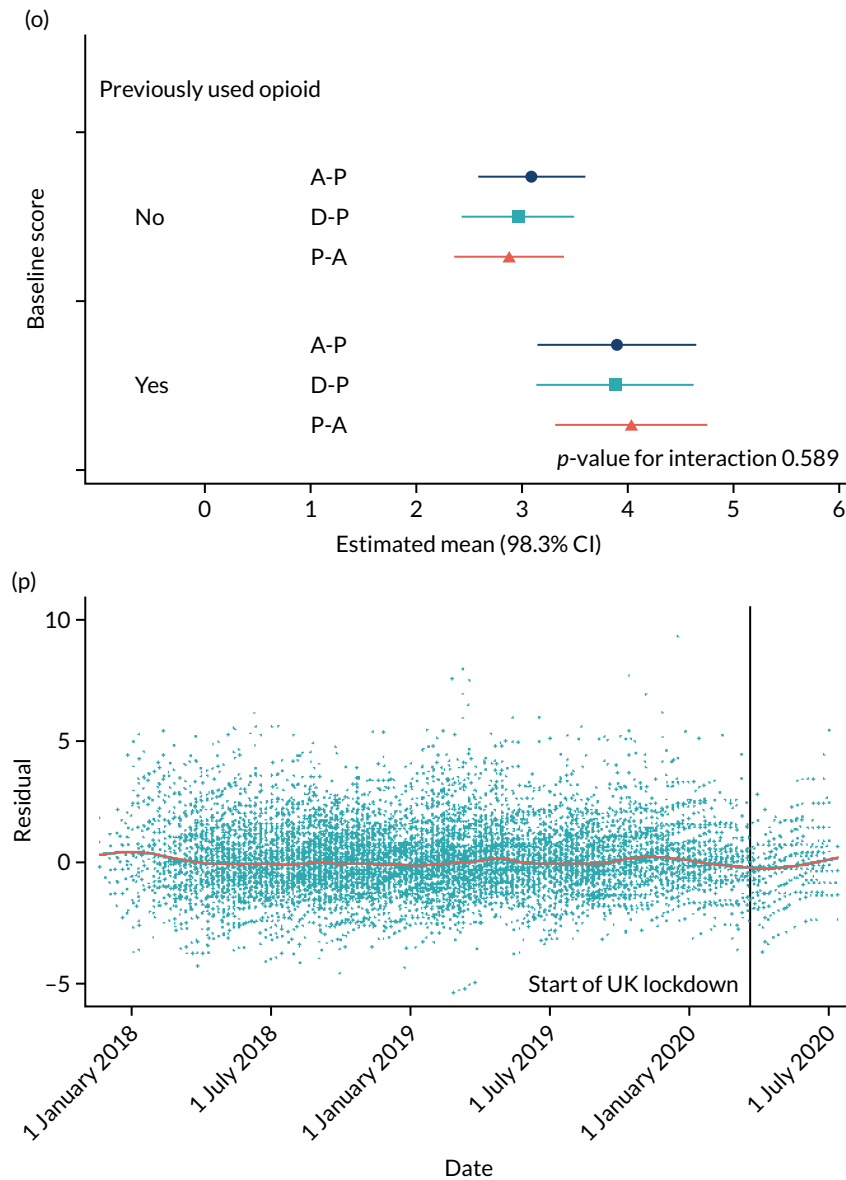 (o)
Previously used opioid
Baseline score
A-P
No
D-P
P-A
A-P
Yes
D-P
P-A
p-value for interaction 0.589
0 1 2 3 4 5 6
Estimated mean (98.3% CI)
(p)
10
5
0
−5
Residual
Start of UK lockdown
1 January 2018
1 July 2018
1 January 2019
1 July 2019
1 January 2020
1 July 2020
Date